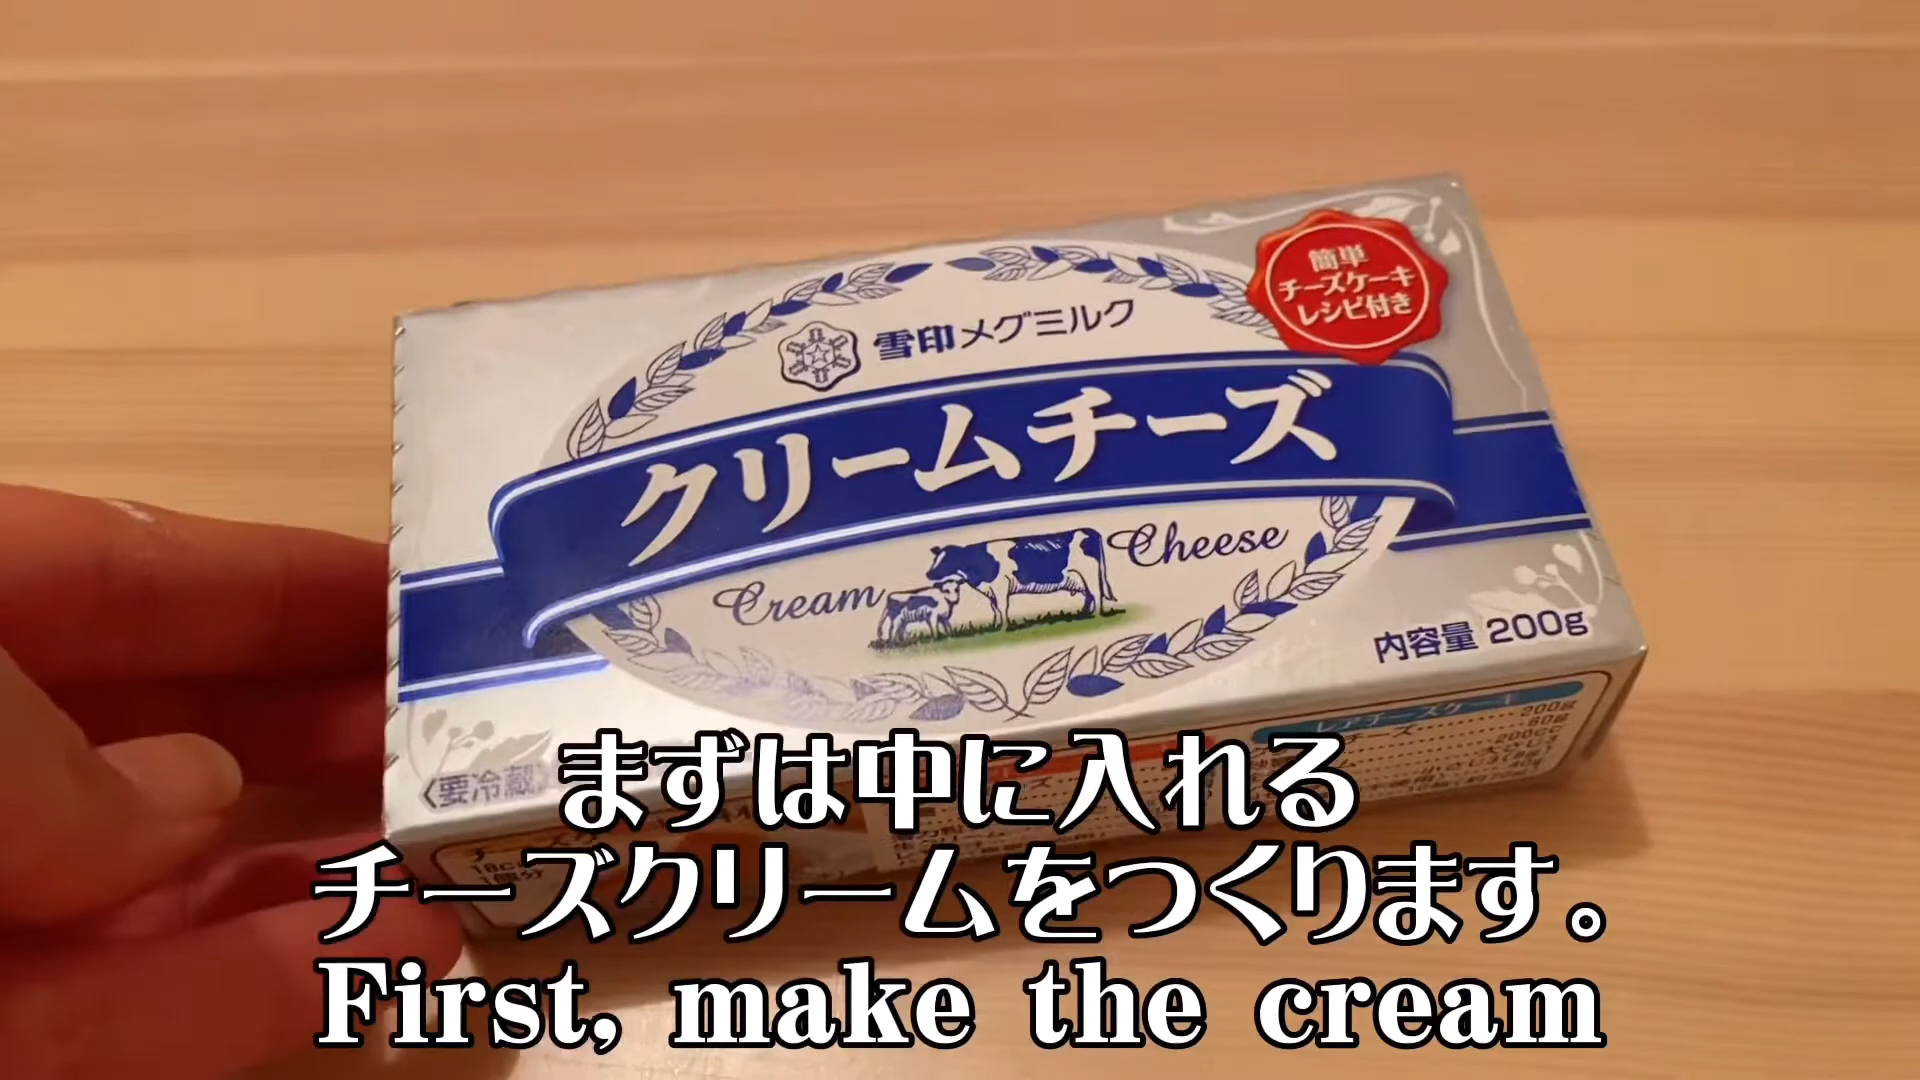 簡単
チーズケーキ
レシピ付き
雪印メグミルク
クリームチーズ
Cream Cheese
内容量 200g
〈要冷蔵〉
レアチーズケーキ
200g
60g
200cc
まずは中に入れる
チーズクリームをつくります。
First, make the cream